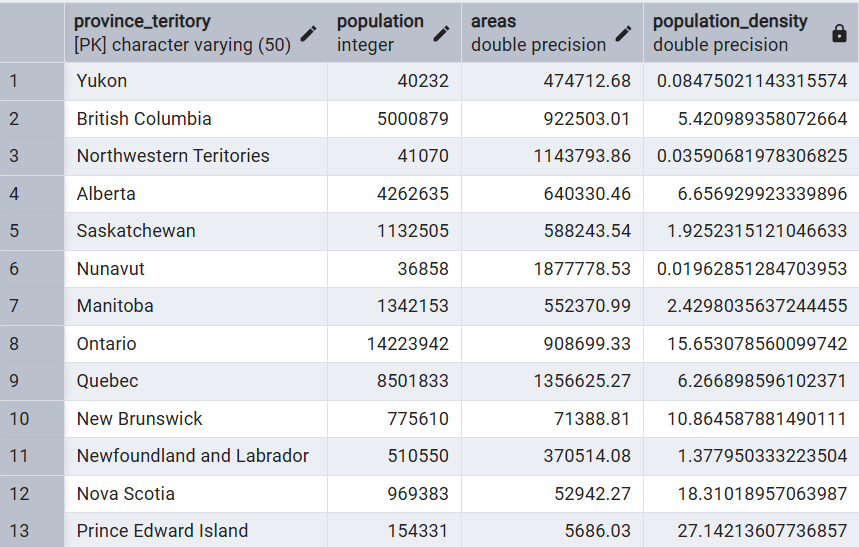 province_teritory population areas population_density
[PK] character varying (50) integer double precision double precision
1 Yukon 40232 474712.68 0.08475021143315574
2 British Columbia 5000879 922503.01 5.420989358072664
3 Northwestern Teritories 41070 1143793.86 0.03590681978306825
4 Alberta 4262635 640330.46 6.656929923339896
5 Saskatchewan 1132505 588243.54 1.9252315121046633
6 Nunavut 36858 1877778.53 0.01962851284703953
7 Manitoba 1342153 552370.99 2.4298035637244455
8 Ontario 14223942 908699.33 15.653078560099742
9 Quebec 8501833 1356625.27 6.266898596102371
10 New Brunswick 775610 71388.81 10.864587881490111
11 Newfoundland and Labrador 510550 370514.08 1.377950333223504
12 Nova Scotia 969383 52942.27 18.31018957063987
13 Prince Edward Island 154331 5686.03 27.14213607736857